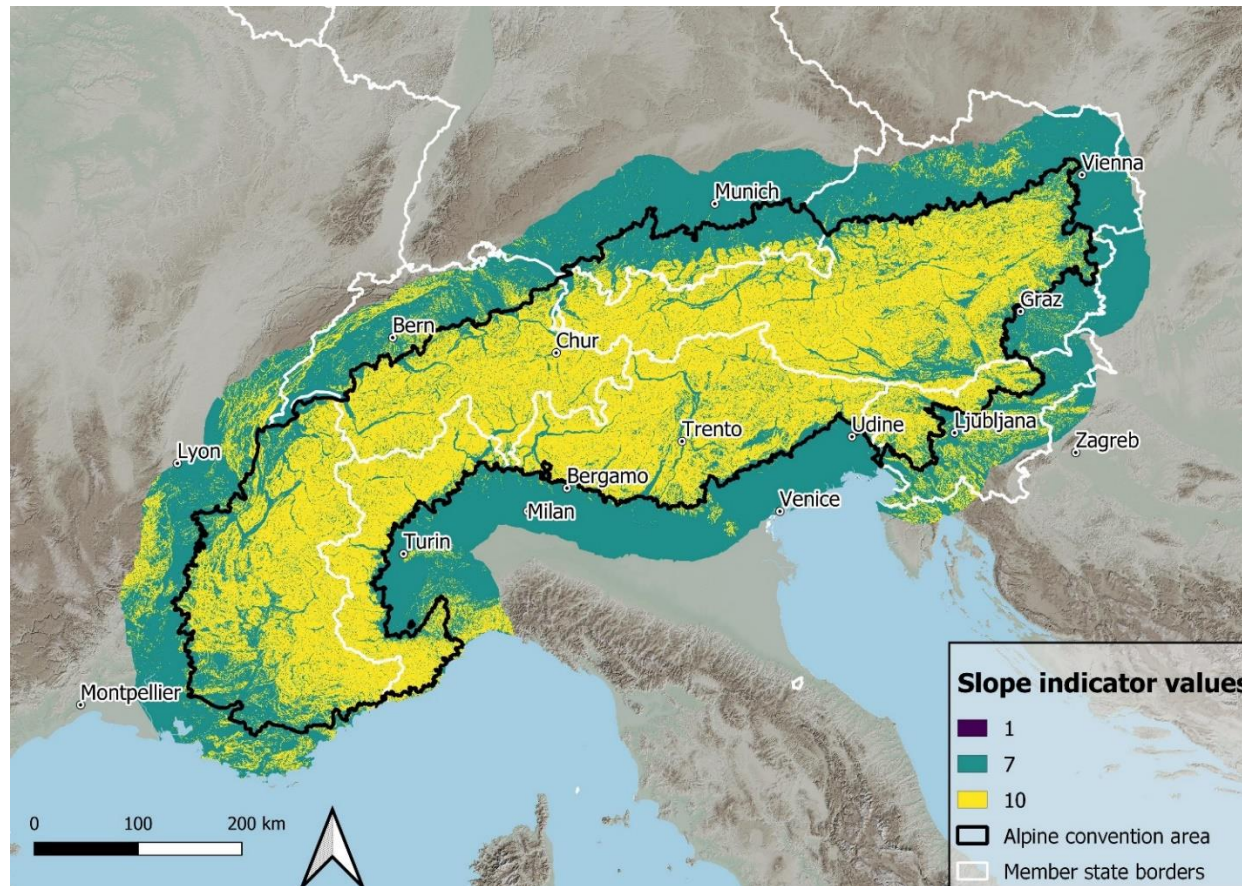 Vienna
Munich
Graz
Bern
Chur
Ljubljana
Udine
Trento
Zagreb
Lyon
Bergamo
Milan
Venice
Turin
Montpellier
Slope indicator values
1
7
10
Alpine convention area
Member state borders
0 100 200 km